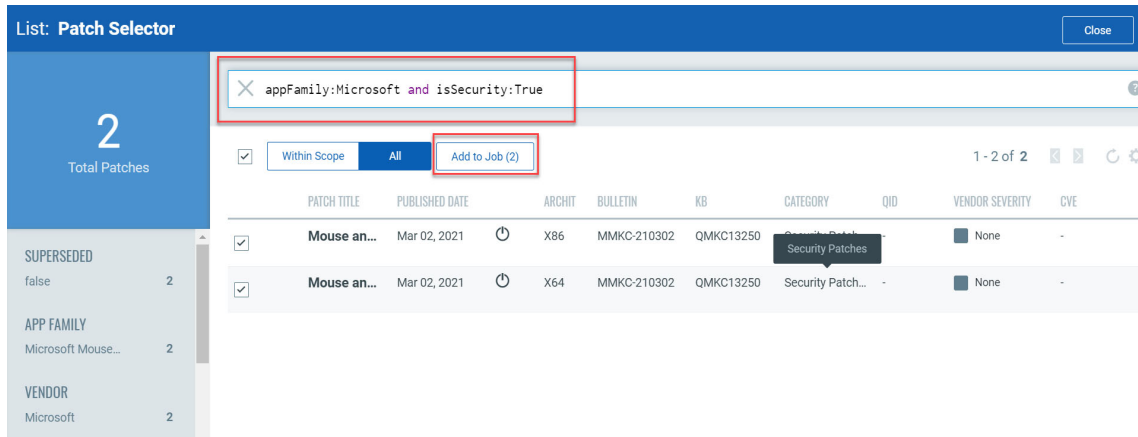 List: Patch Selector
Close
2
Total Patches
appFamily:Microsoft and isSecurity:True
Within Scope
All
Add to Job (2)
1 - 2 of 2
PATCH TITLE PUBLISHED DATE ARCHIT BULLETIN KB CATEGORY QID VENDOR SEVERITY CVE
Mouse an... Mar 02, 2021 X86 MMKC-210302 QMKC13250 - None -
Security Patches
Mouse an... Mar 02, 2021 X64 MMKC-210302 QMKC13250 Security Patch... - None -
SUPERSEDED
false 2
APP FAMILY
Microsoft Mouse... 2
VENDOR
Microsoft 2